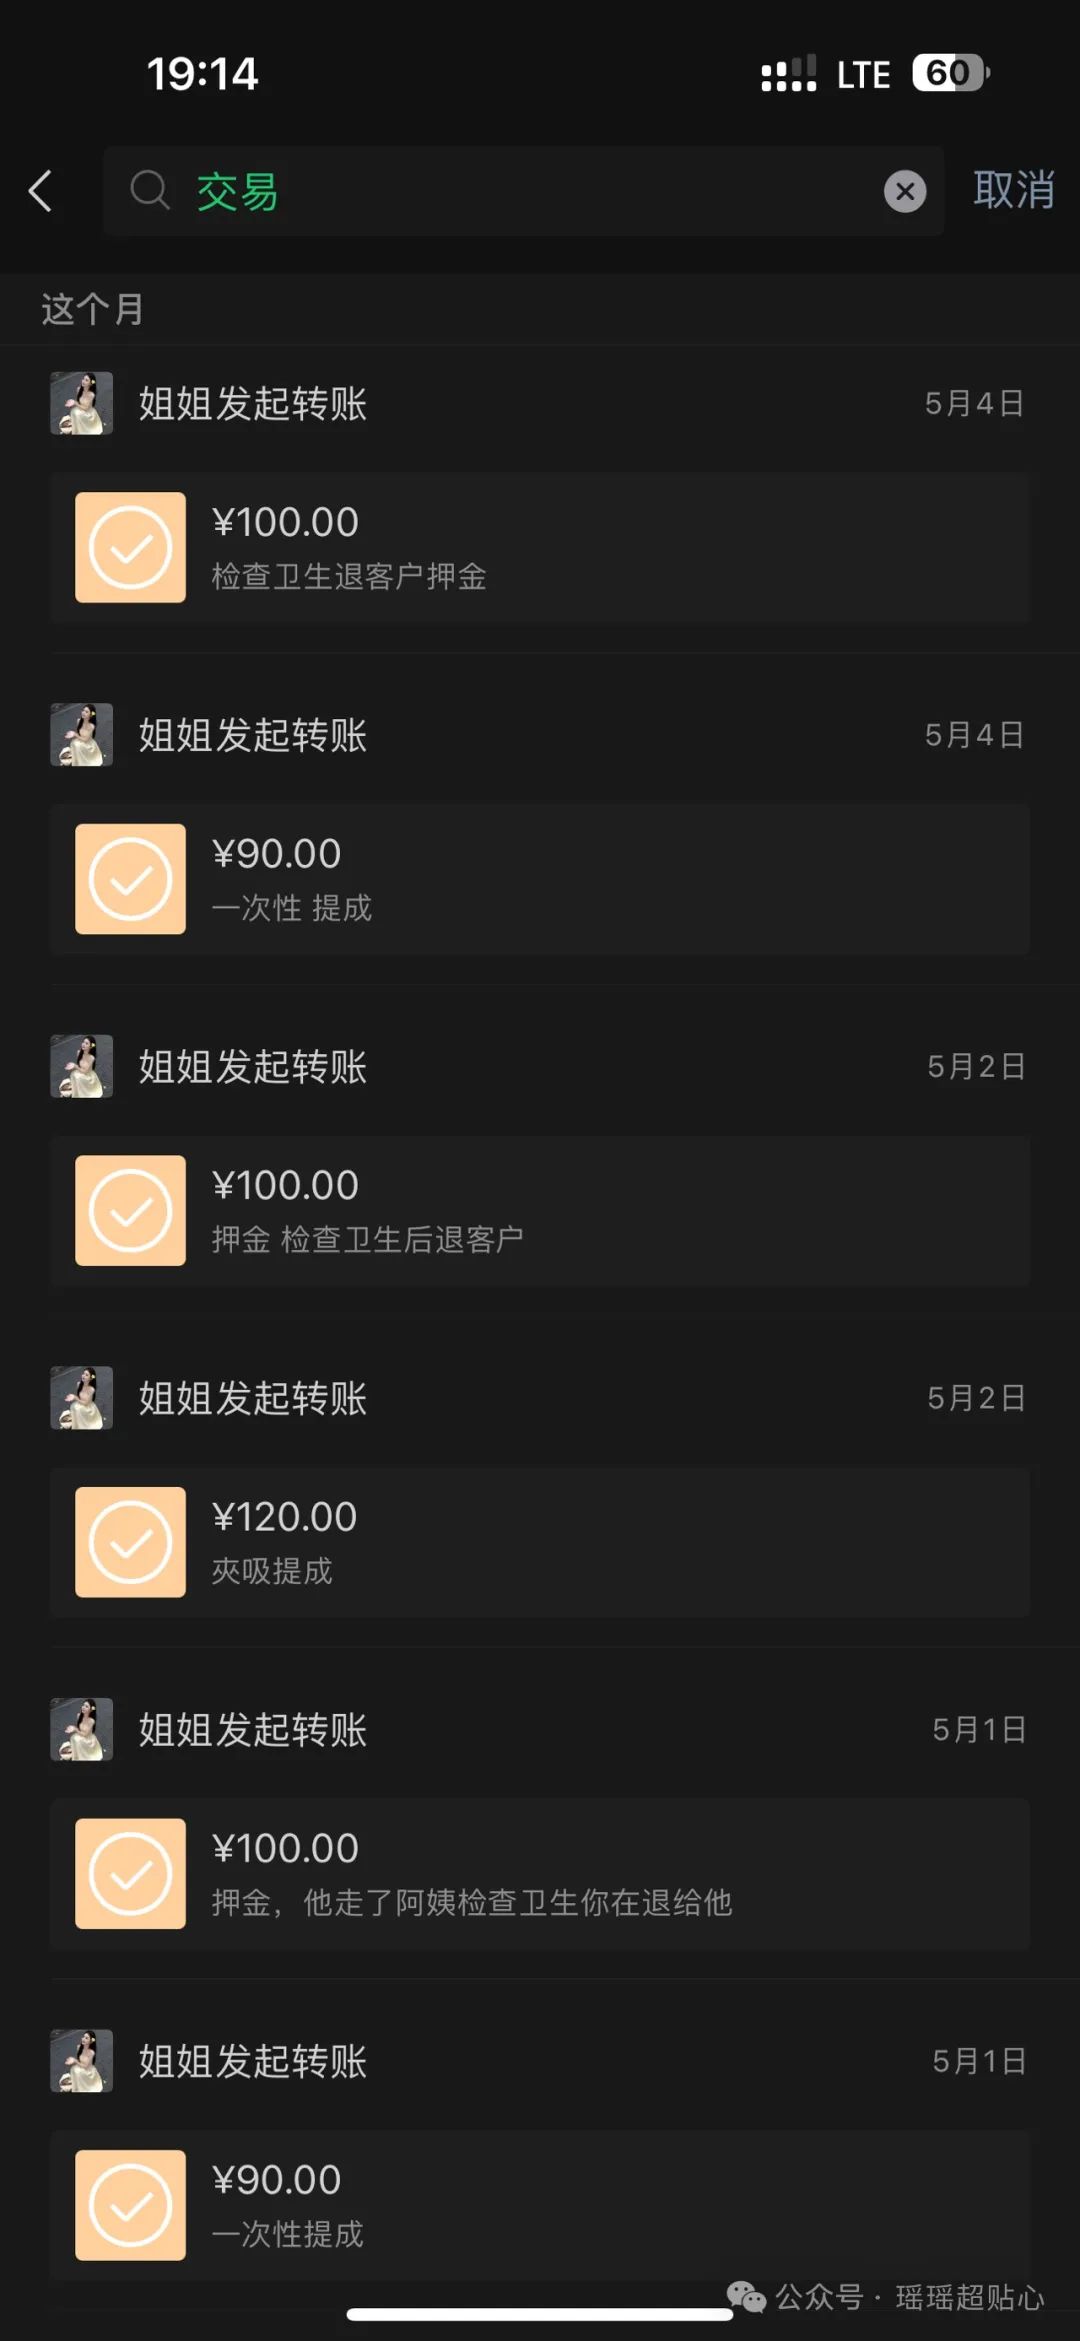 19:14
LTE
60
交易
取消
这个月
姐姐发起转账
5月4日
¥100.00
检查卫生退客户押金
姐姐发起转账
5月4日
¥90.00
一次性 提成
姐姐发起转账
5月2日
¥100.00
押金 检查卫生后退客户
姐姐发起转账
5月2日
¥120.00
夾吸提成
姐姐发起转账
5月1日
¥100.00
押金，他走了阿姨检查卫生你在退给他
姐姐发起转账
5月1日
¥90.00
一次性提成
公众号 · 瑶瑶超贴心